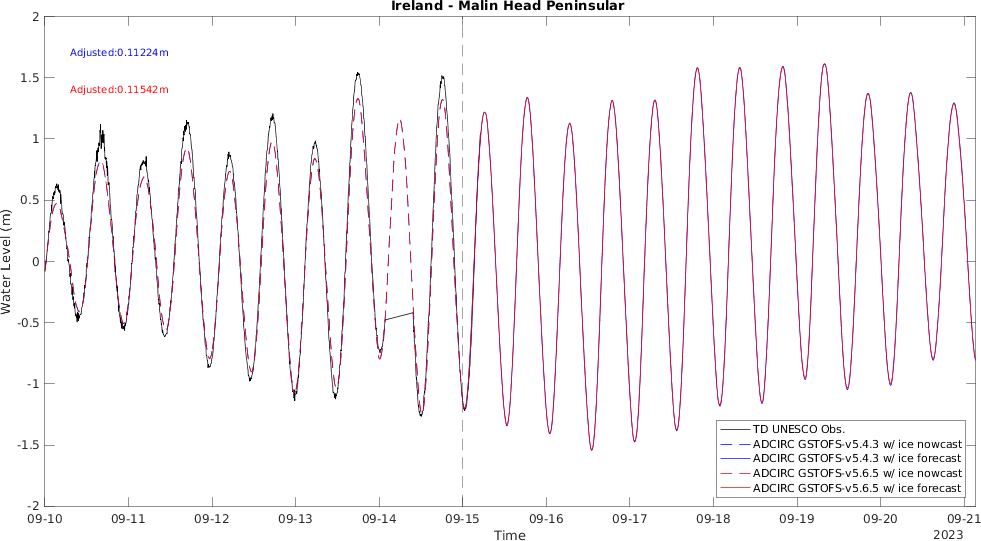 Ireland - Malin Head Peninsular
2
Adjusted:0.11224m
1.5
Adjusted:0.11542m
1
0.5
0
-0.5
-1
-1.5
-2
Water Level (m)
TD UNESCO Obs.
ADCIRC GSTOFS-v5.4.3 w/ ice nowcast
ADCIRC GSTOFS-v5.4.3 w/ ice forecast
ADCIRC GSTOFS-v5.6.5 w/ ice nowcast
ADCIRC GSTOFS-v5.6.5 w/ ice forecast
09-10 09-11 09-12 09-13 09-14 09-15 09-16 09-17 09-18 09-19 09-20 09-21
Time
2023